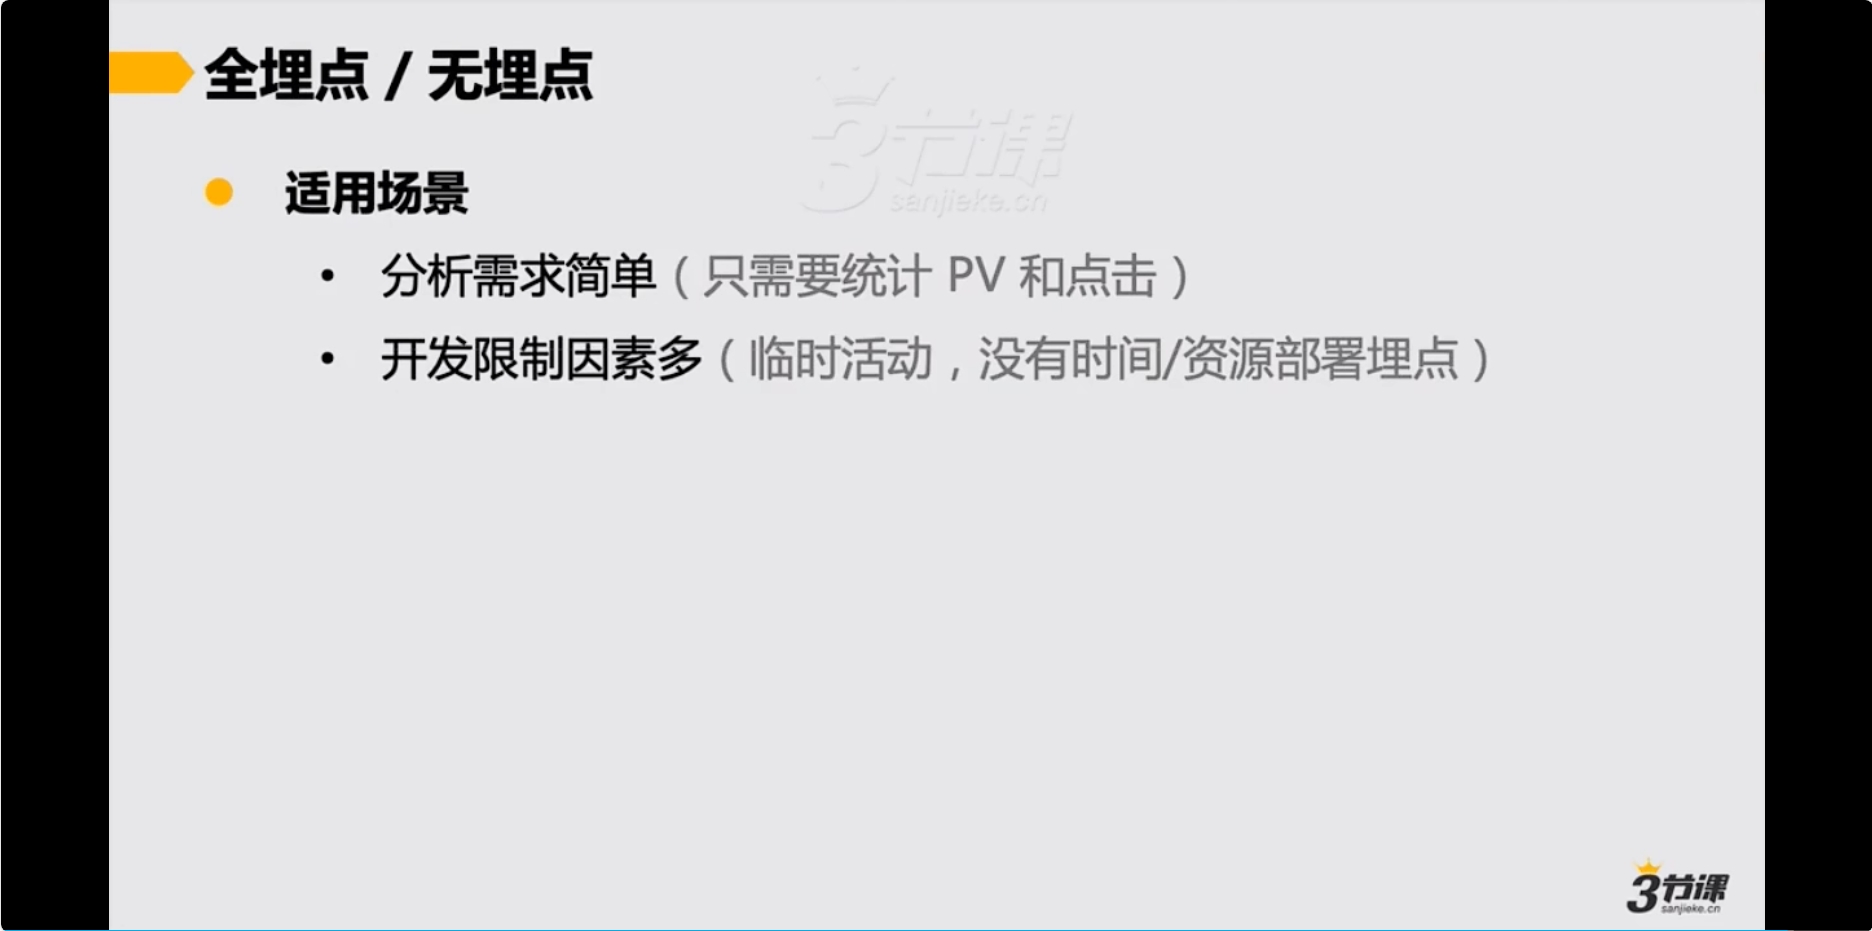 全埋点 / 无埋点
3节课
sanjieke.cn
适用场景
分析需求简单（只需要统计 PV 和点击）
开发限制因素多（临时活动，没有时间/资源部署埋点）
3节课
sanjieke.cn